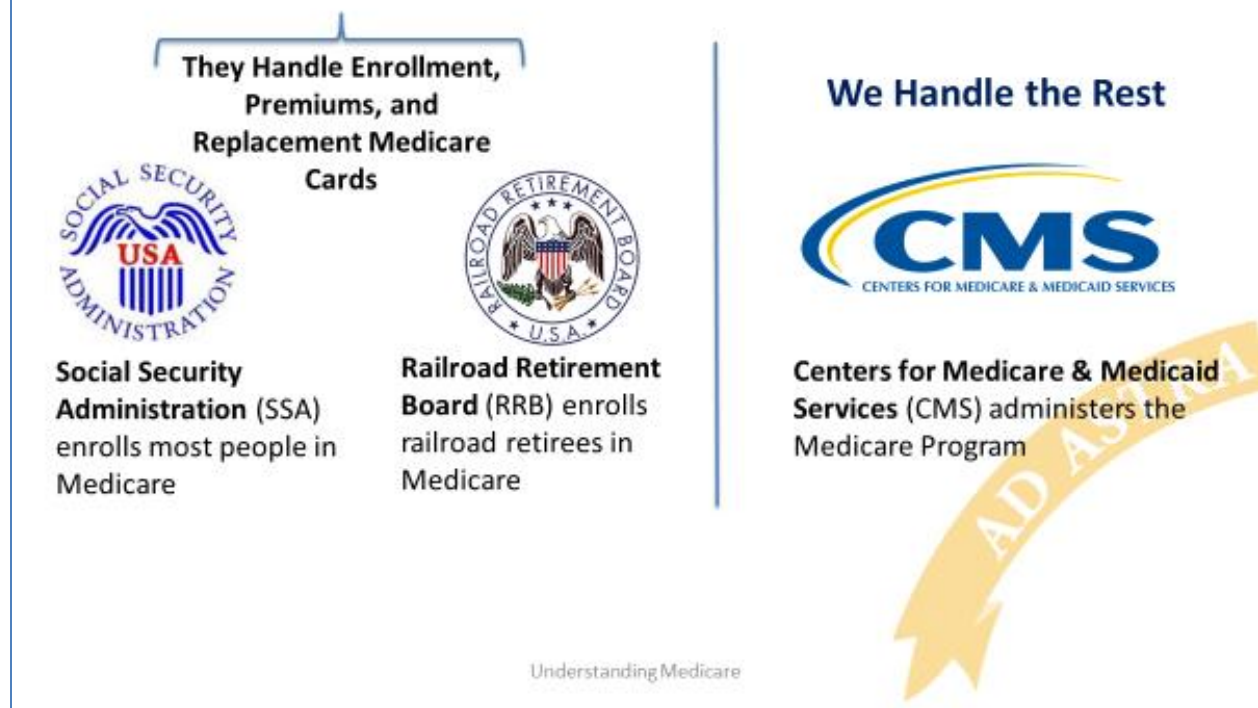 They Handle Enrollment,
Premiums, and
Replacement Medicare
Cards
SOCIAL SECURITY
USA
ADMINISTRATION
Social Security
Administration (SSA)
enrolls most people in
Medicare
RAILROAD RETIREMENT BOARD
★ U.S.A. ★
Railroad Retirement
Board (RRB) enrolls
railroad retirees in
Medicare
We Handle the Rest
CMS
CENTERS FOR MEDICARE & MEDICAID SERVICES
Centers for Medicare & Medicaid
Services (CMS) administers the
Medicare Program
AD ASTRA
Understanding Medicare